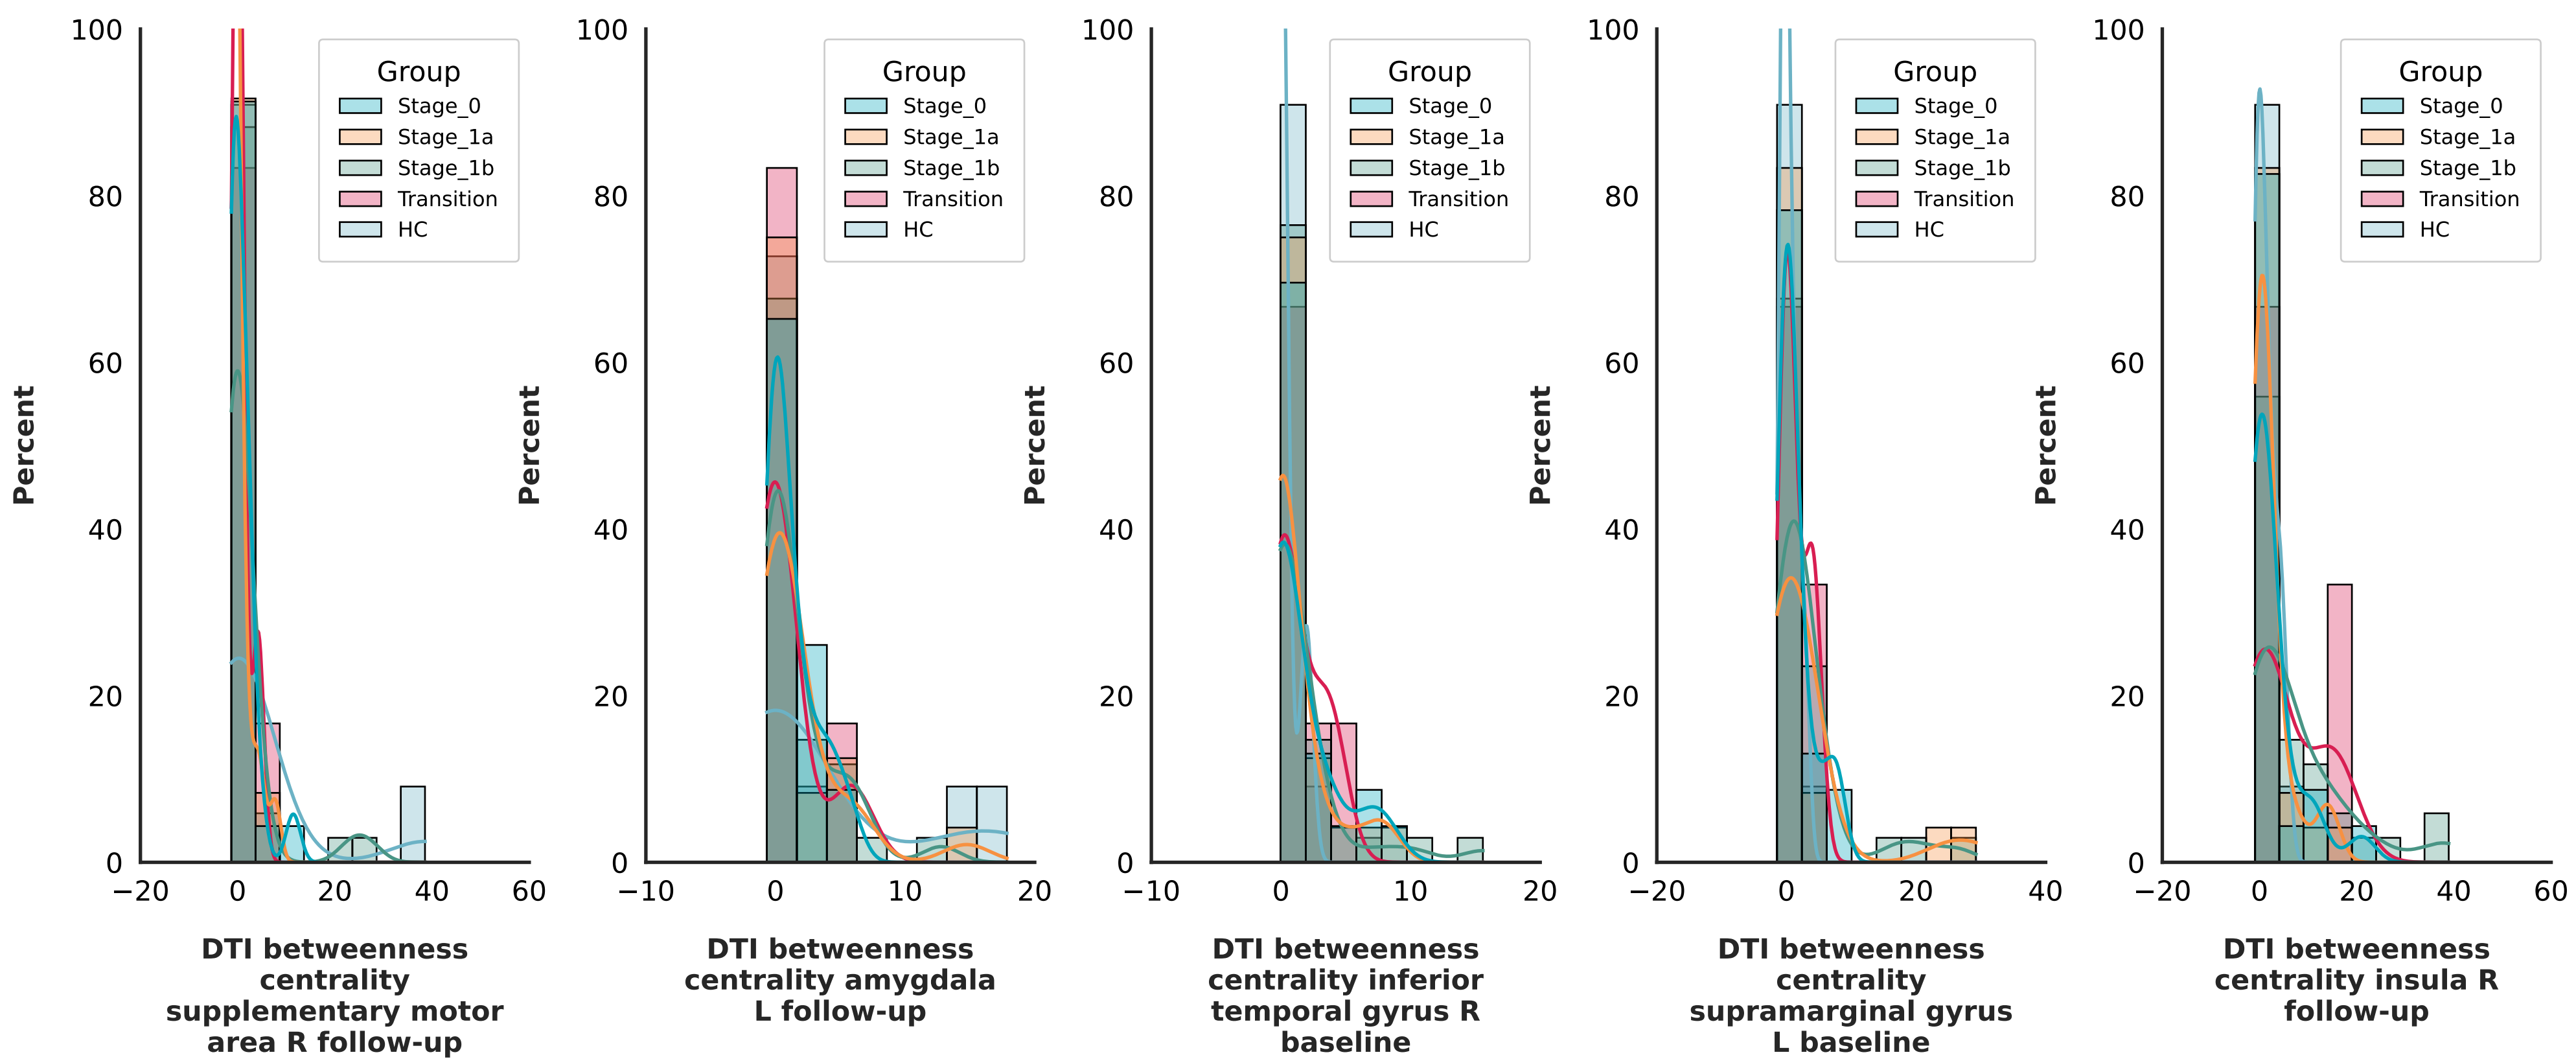 100
80
60
40
20
0
Percent
−20
0
20
40
60
Group
Stage_0
Stage_1a
Stage_1b
Transition
HC
DTI betweenness
centrality
supplementary motor
area R follow-up
100
80
60
40
20
0
Percent
−10
0
10
20
Group
Stage_0
Stage_1a
Stage_1b
Transition
HC
DTI betweenness
centrality amygdala
L follow-up
100
80
60
40
20
0
Percent
−10
0
10
20
Group
Stage_0
Stage_1a
Stage_1b
Transition
HC
DTI betweenness
centrality inferior
temporal gyrus R
baseline
100
80
60
40
20
0
Percent
−20
0
20
40
Group
Stage_0
Stage_1a
Stage_1b
Transition
HC
DTI betweenness
centrality
supramarginal gyrus
L baseline
100
80
60
40
20
0
Percent
−20
0
20
40
60
Group
Stage_0
Stage_1a
Stage_1b
Transition
HC
DTI betweenness
centrality insula R
follow-up